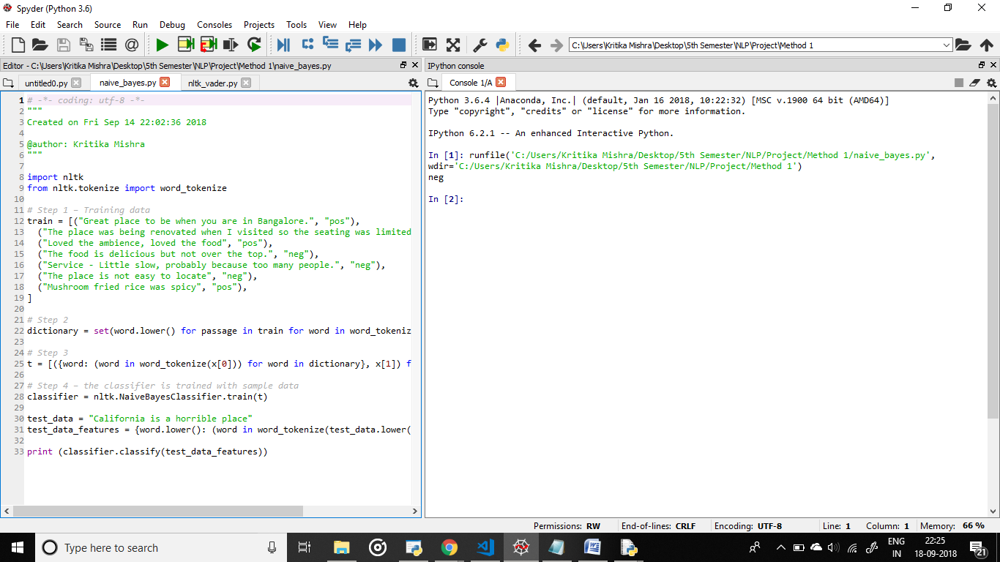 Spyder (Python 3.6)
File Edit Search Source Run Debug Consoles Projects Tools View Help
C:\Users\Kritika Mishra\Desktop\5th Semester\NLP\Project\Method 1
Editor - C:\Users\Kritika Mishra\Desktop\5th Semester\NLP\Project\Method 1\naive_bayes.py
untitled0.py naive_bayes.py nltk_vader.py
1 # -*- coding: utf-8 -*-
2 """
3 Created on Fri Sep 14 22:02:36 2018
4
5 @author: Kritika Mishra
6 """
7
8 import nltk
9 from nltk.tokenize import word_tokenize
10
11 # Step 1 – Training data
12 train = [("Great place to be when you are in Bangalore.", "pos"),
13   ("The place was being renovated when I visited so the seating was limited
14   ("Loved the ambience, loved the food", "pos"),
15   ("The food is delicious but not over the top.", "neg"),
16   ("Service - Little slow, probably because too many people.", "neg"),
17   ("The place is not easy to locate", "neg"),
18   ("Mushroom fried rice was spicy", "pos"),
19 ]
20
21 # Step 2
22 dictionary = set(word.lower() for passage in train for word in word_tokeniz
23
24 # Step 3
25 t = [({word: (word in word_tokenize(x[0])) for word in dictionary}, x[1]) f
26
27 # Step 4 – the classifier is trained with sample data
28 classifier = nltk.NaiveBayesClassifier.train(t)
29
30 test_data = "California is a horrible place"
31 test_data_features = {word.lower(): (word in word_tokenize(test_data.lower(
32
33 print (classifier.classify(test_data_features))
IPython console
Console 1/A
Python 3.6.4 |Anaconda, Inc.| (default, Jan 16 2018, 10:22:32) [MSC v.1900 64 bit (AMD64)]
Type "copyright", "credits" or "license" for more information.
IPython 6.2.1 -- An enhanced Interactive Python.
In [1]: runfile('C:/Users/Kritika Mishra/Desktop/5th Semester/NLP/Project/Method 1/naive_bayes.py',
wdir='C:/Users/Kritika Mishra/Desktop/5th Semester/NLP/Project/Method 1')
neg
In [2]:
Permissions: RW End-of-lines: CRLF Encoding: UTF-8 Line: 1 Column: 1 Memory: 66 %
Type here to search
ENG
IN
22:25
18-09-2018
21